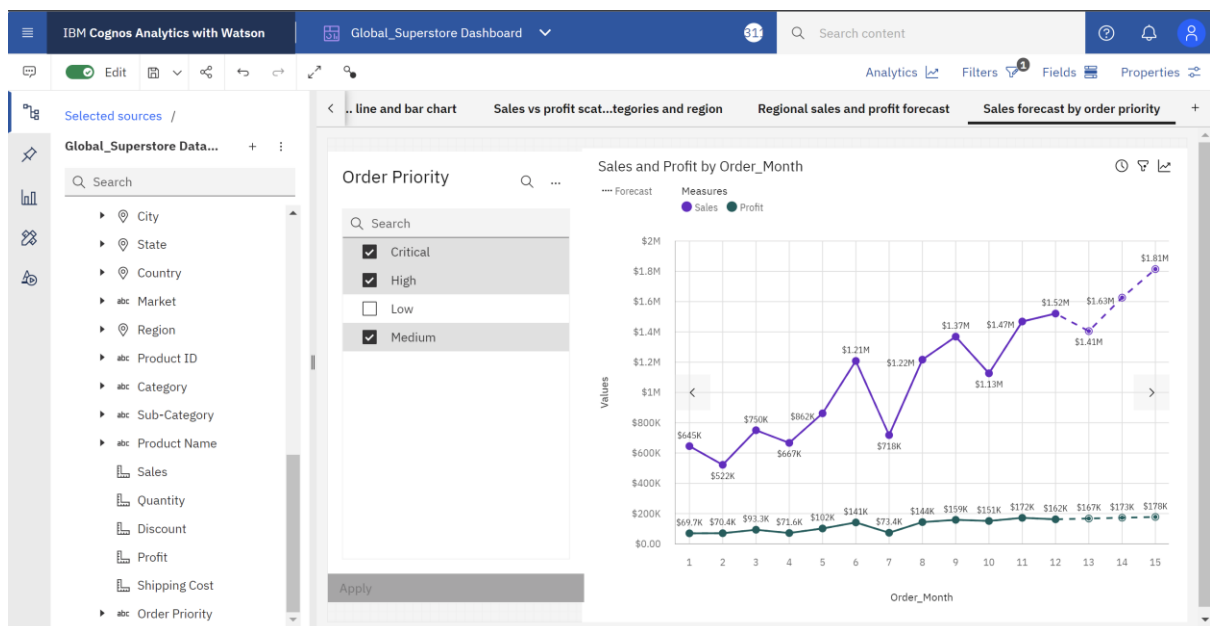 IBM Cognos Analytics with Watson
Global_Superstore Dashboard
311
Search content
Edit
Analytics
Filters
1
Fields
Properties
Selected sources /
Global_Superstore Data...
Search
City
State
Country
Market
Region
Product ID
Category
Sub-Category
Product Name
Sales
Quantity
Discount
Profit
Shipping Cost
Order Priority
abc
abc
abc
abc
abc
abc
... line and bar chart
Sales vs profit scat...tegories and region
Regional sales and profit forecast
Sales forecast by order priority
Order Priority
Search
Critical
High
Low
Medium
Apply
Sales and Profit by Order_Month
Forecast
Measures
Sales
Profit
Values
$2M
$1.8M
$1.6M
$1.4M
$1.2M
$1M
$800K
$600K
$400K
$200K
$0.00
$645K
$522K
$750K
$667K
$862K
$1.21M
$718K
$1.22M
$1.37M
$1.13M
$1.47M
$1.52M
$1.41M
$1.63M
$1.81M
$69.7K $70.4K $93.3K $71.6K $102K $141K $73.4K $144K $159K $151K $172K $162K $167K $173K $178K
1 2 3 4 5 6 7 8 9 10 11 12 13 14 15
Order_Month